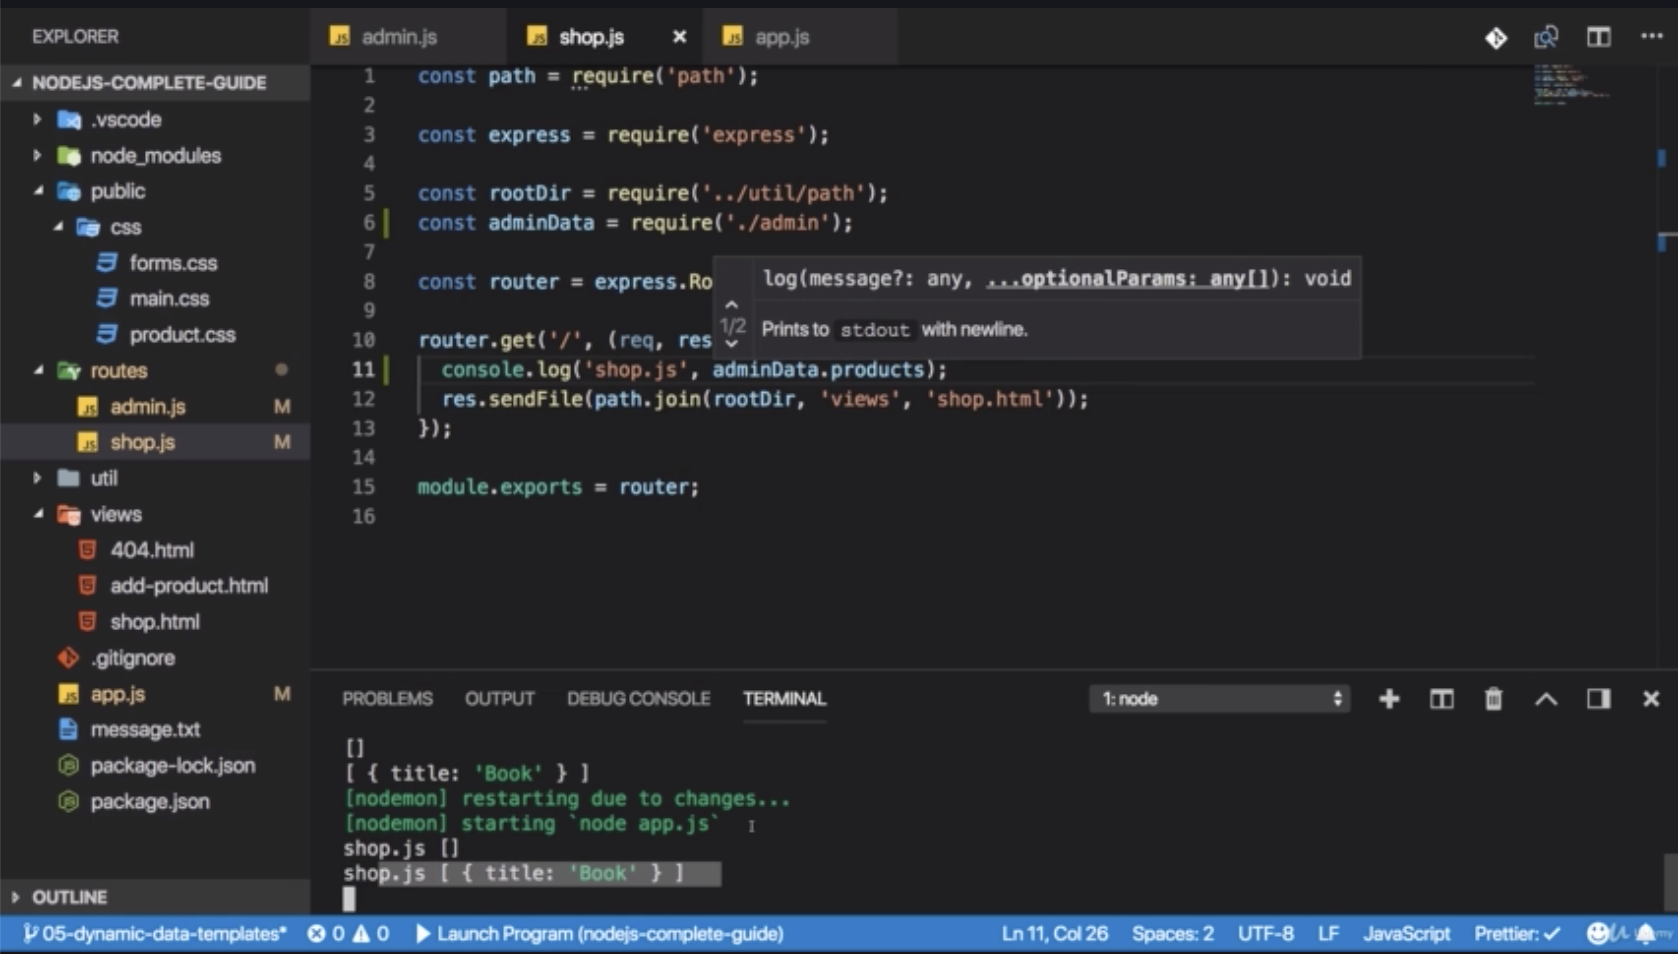 EXPLORER
admin.js
shop.js
app.js
NODEJS-COMPLETE-GUIDE
.vscode
node_modules
public
css
forms.css
main.css
product.css
routes
admin.js M
shop.js M
util
views
404.html
add-product.html
shop.html
.gitignore
app.js M
message.txt
package-lock.json
package.json
OUTLINE
1 const path = require('path');
2
3 const express = require('express');
4
5 const rootDir = require('../util/path');
6 const adminData = require('./admin');
7
8 const router = express.Ro
9
10 router.get('/', (req, res
11 console.log('shop.js', adminData.products);
12 res.sendFile(path.join(rootDir, 'views', 'shop.html'));
13 });
14
15 module.exports = router;
16
log(message?: any, ...optionalParams: any[]): void
1/2
Prints to stdout with newline.
PROBLEMS OUTPUT DEBUG CONSOLE TERMINAL 1: node
[]
[ { title: 'Book' } ]
[nodemon] restarting due to changes...
[nodemon] starting `node app.js`
shop.js []
shop.js [ { title: 'Book' } ]
05-dynamic-data-templates* 0 0 Launch Program (nodejs-complete-guide) Ln 11, Col 26 Spaces: 2 UTF-8 LF JavaScript Prettier: ✓